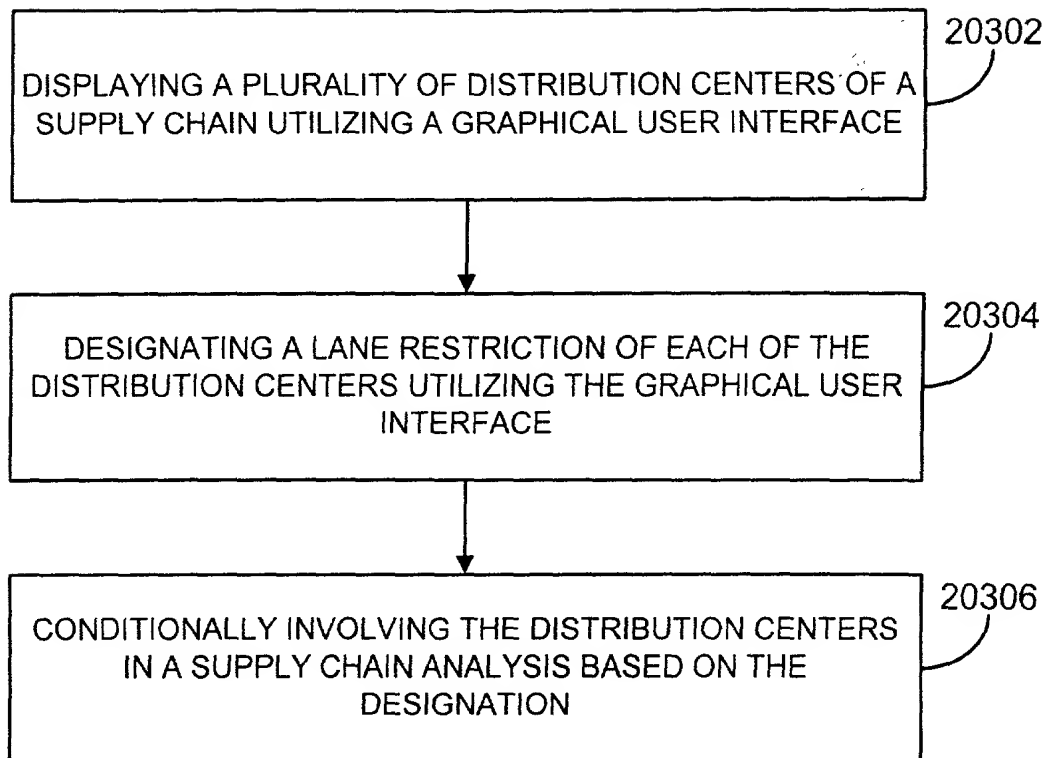 20302
DISPLAYING A PLURALITY OF DISTRIBUTION CENTERS OF A
SUPPLY CHAIN UTILIZING A GRAPHICAL USER INTERFACE
20304
DESIGNATING A LANE RESTRICTION OF EACH OF THE
DISTRIBUTION CENTERS UTILIZING THE GRAPHICAL USER
INTERFACE
20306
CONDITIONALLY INVOLVING THE DISTRIBUTION CENTERS
IN A SUPPLY CHAIN ANALYSIS BASED ON THE
DESIGNATION